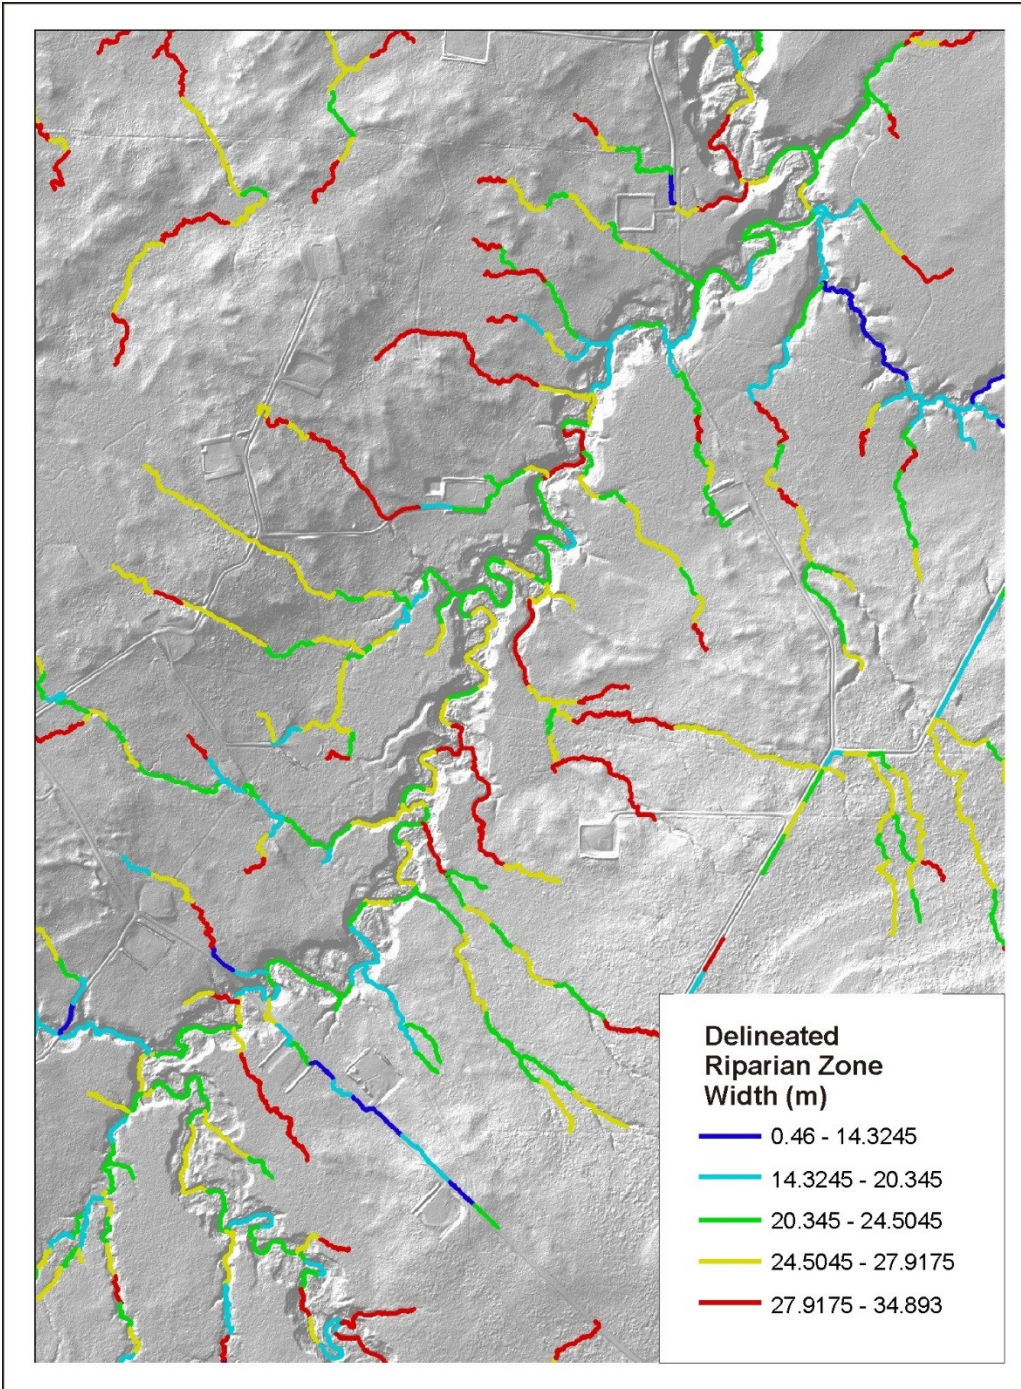 Delineated
Riparian Zone
Width (m)
0.46 - 14.3245
14.3245 - 20.345
20.345 - 24.5045
24.5045 - 27.9175
27.9175 - 34.893